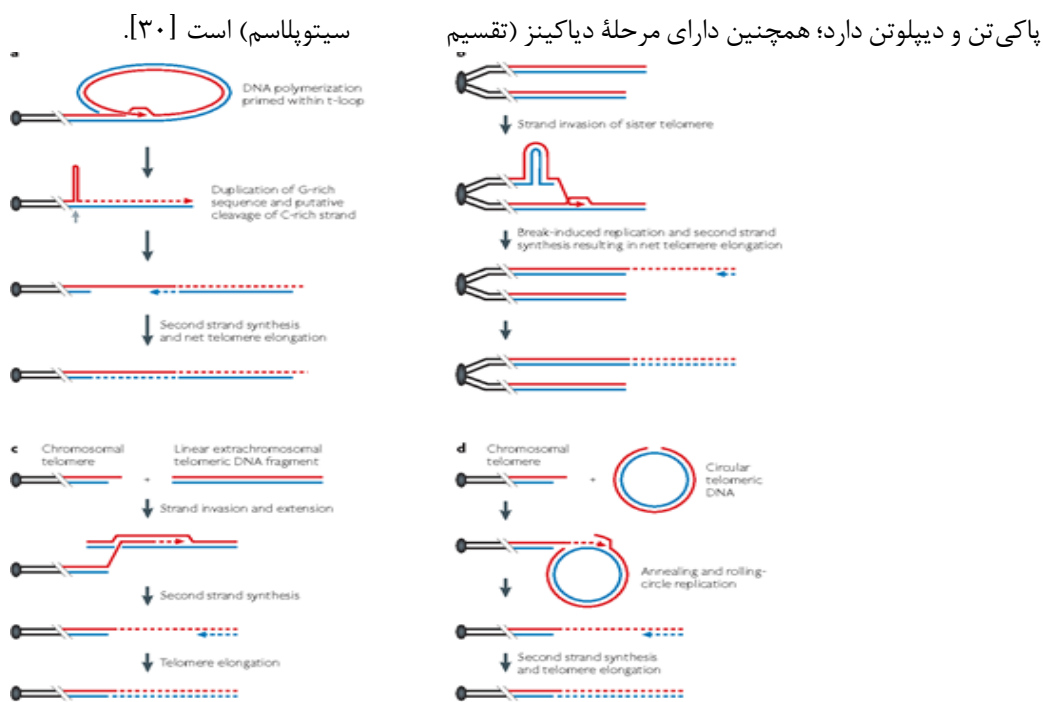 پاکی‌تن و دیپلوتن دارد؛ همچنین دارای مرحلۀ دیاکینز (تقسیم
سیتوپلاسم) است [۳۰].
a
DNA polymerization
primed within t-loop
Duplication of G-rich
sequence and putative
cleavage of C-rich strand
Second strand synthesis
and net telomere elongation
Strand invasion of sister telomere
Break-induced replication and second strand
synthesis resulting in net telomere elongation
c
Chromosomal
telomere
+
Linear extrachromosomal
telomeric DNA fragment
Strand invasion and extension
Second strand synthesis
Telomere elongation
d
Chromosomal
telomere
+
Circular
telomeric
DNA
Annealing and rolling-
circle replication
Second strand synthesis
and telomere elongation